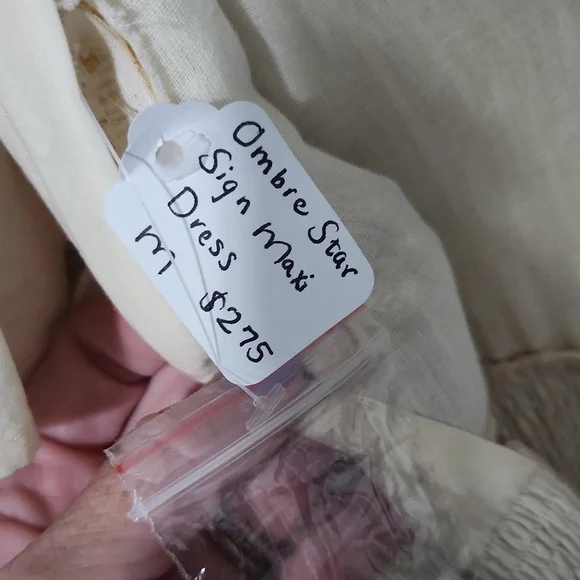 Ombre Star
Sign Maxi
Dress $275
M